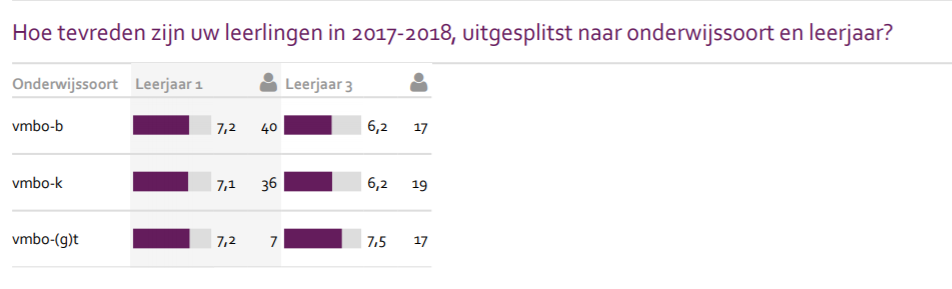 Hoe tevreden zijn uw leerlingen in 2017-2018, uitgesplitst naar onderwijssoort en leerjaar?
Onderwijssoort Leerjaar 1 Leerjaar 3
vmbo-b 7,2 40 6,2 17
vmbo-k 7,1 36 6,2 19
vmbo-(g)t 7,2 7 7,5 17